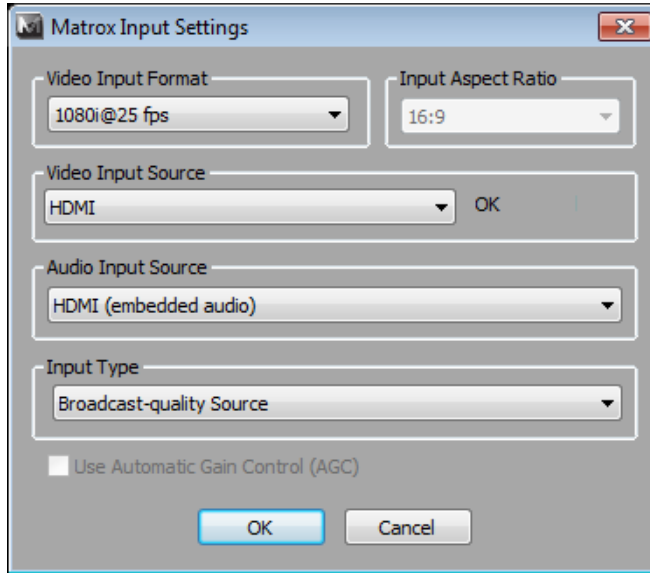 Matrox Input Settings
Video Input Format
Input Aspect Ratio
1080i@25 fps
16:9
Video Input Source
HDMI
OK
Audio Input Source
HDMI (embedded audio)
Input Type
Broadcast-quality Source
Use Automatic Gain Control (AGC)
OK
Cancel